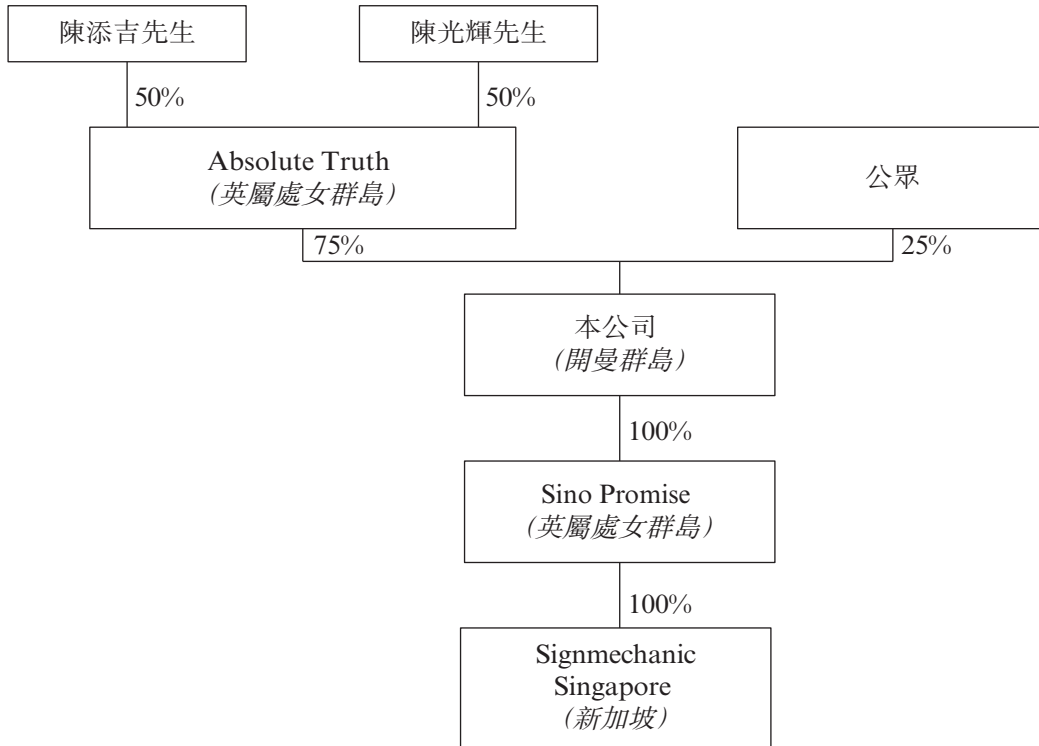 陳添吉先生
陳光輝先生
50%
50%
Absolute Truth
(英屬處女群島)
公眾
75%
25%
本公司
(開曼群島)
100%
Sino Promise
(英屬處女群島)
100%
Signmechanic
Singapore
(新加坡)